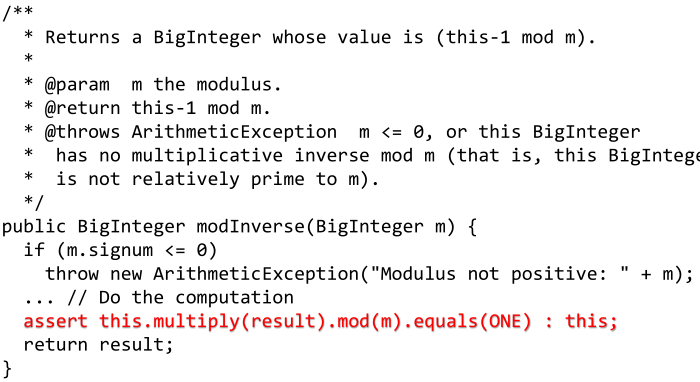 /**
* Returns a BigInteger whose value is (this-1 mod m).
*
* @param  m the modulus.
* @return this-1 mod m.
* @throws ArithmeticException  m <= 0, or this BigInteger
*  has no multiplicative inverse mod m (that is, this BigIntege
*  is not relatively prime to m).
*/
public BigInteger modInverse(BigInteger m) {
if (m.signum <= 0)
throw new ArithmeticException("Modulus not positive: " + m);
... // Do the computation
assert this.multiply(result).mod(m).equals(ONE) : this;
return result;
}